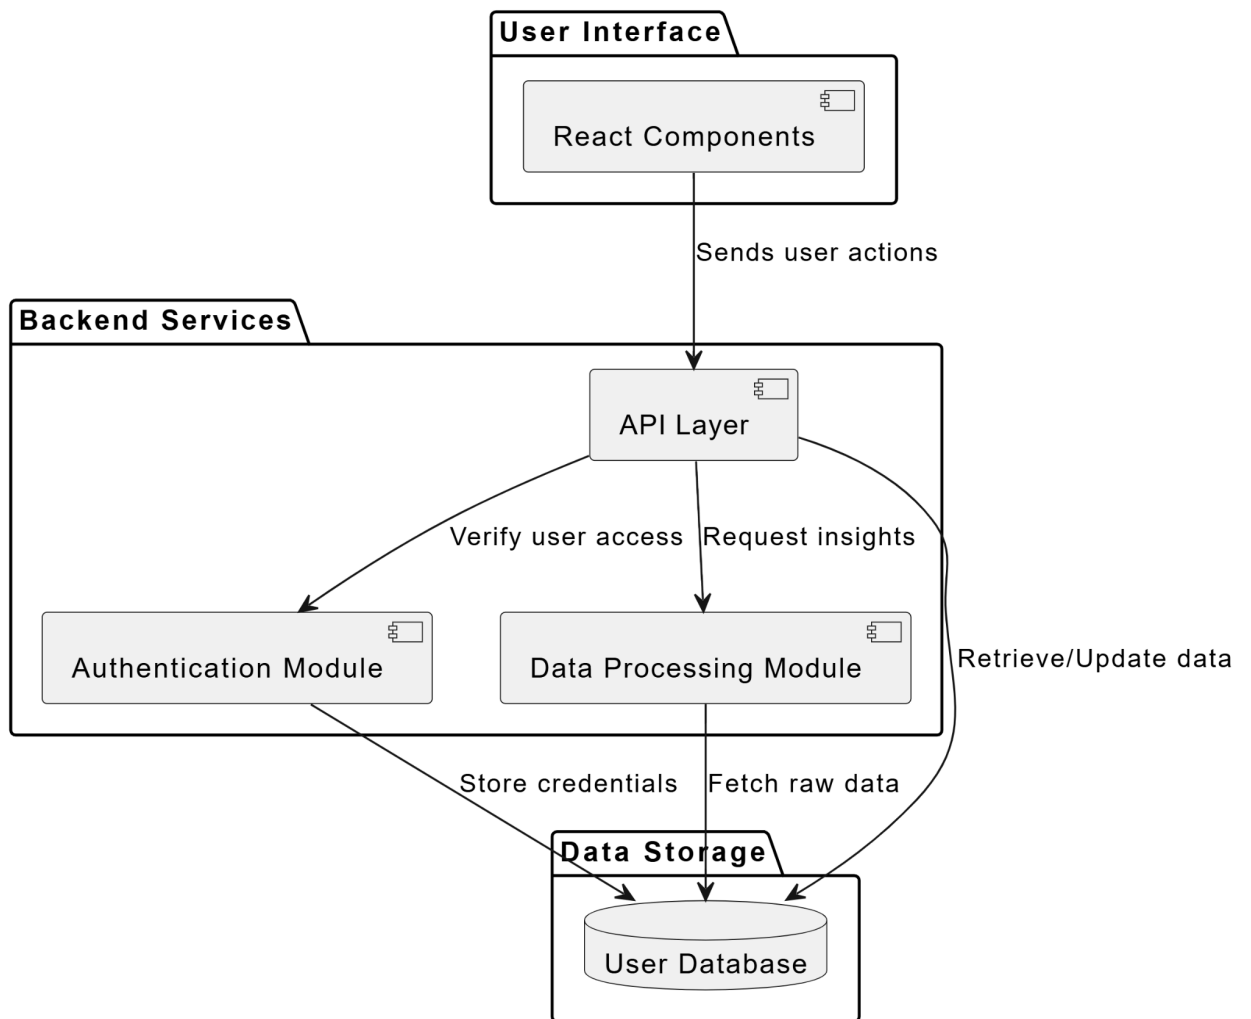 User Interface
React Components
Sends user actions
Backend Services
API Layer
Verify user access
Request insights
Authentication Module
Data Processing Module
Retrieve/Update data
Store credentials
Fetch raw data
Data Storage
User Database